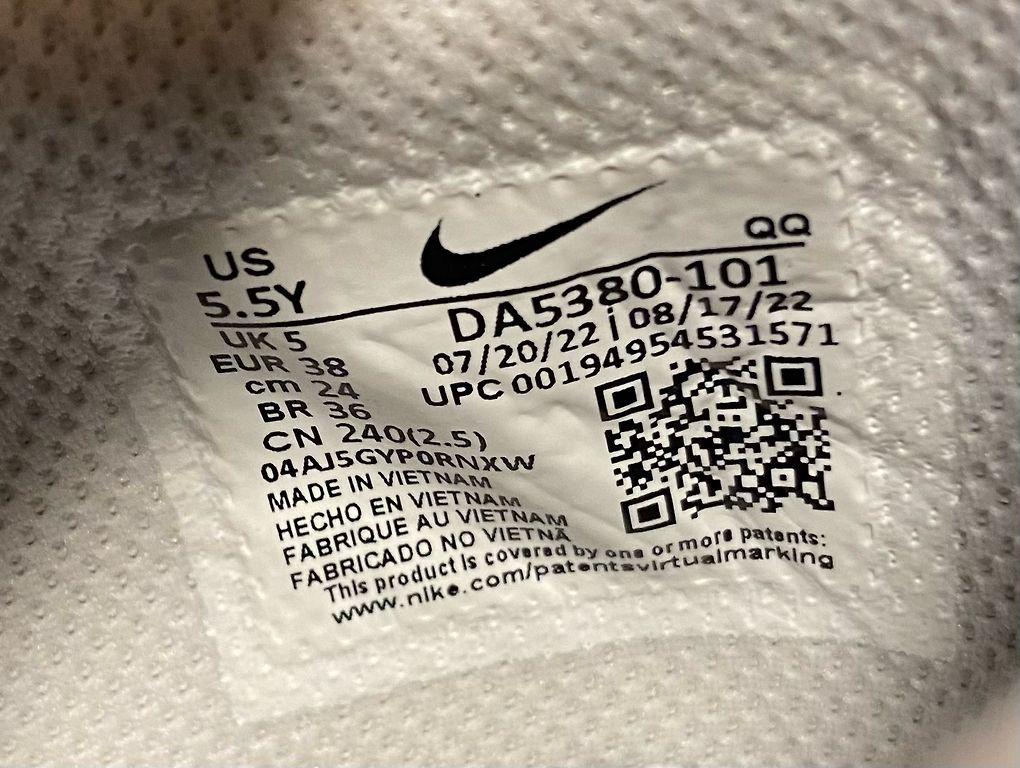 US
5.5Y
QQ
UK 5
EUR 38
cm 24
BR 36
CN 240(2.5)
DA5380-101
07/20/22 | 08/17/22
UPC 00194954531571
04AJ5GYP0RNXW
MADE IN VIETNAM
HECHO EN VIETNAM
FABRIQUE AU VIETNAM
FABRICADO NO VIETNÃ
This product is covered by one or more patents:
www.nike.com/patentsvirtualmarking